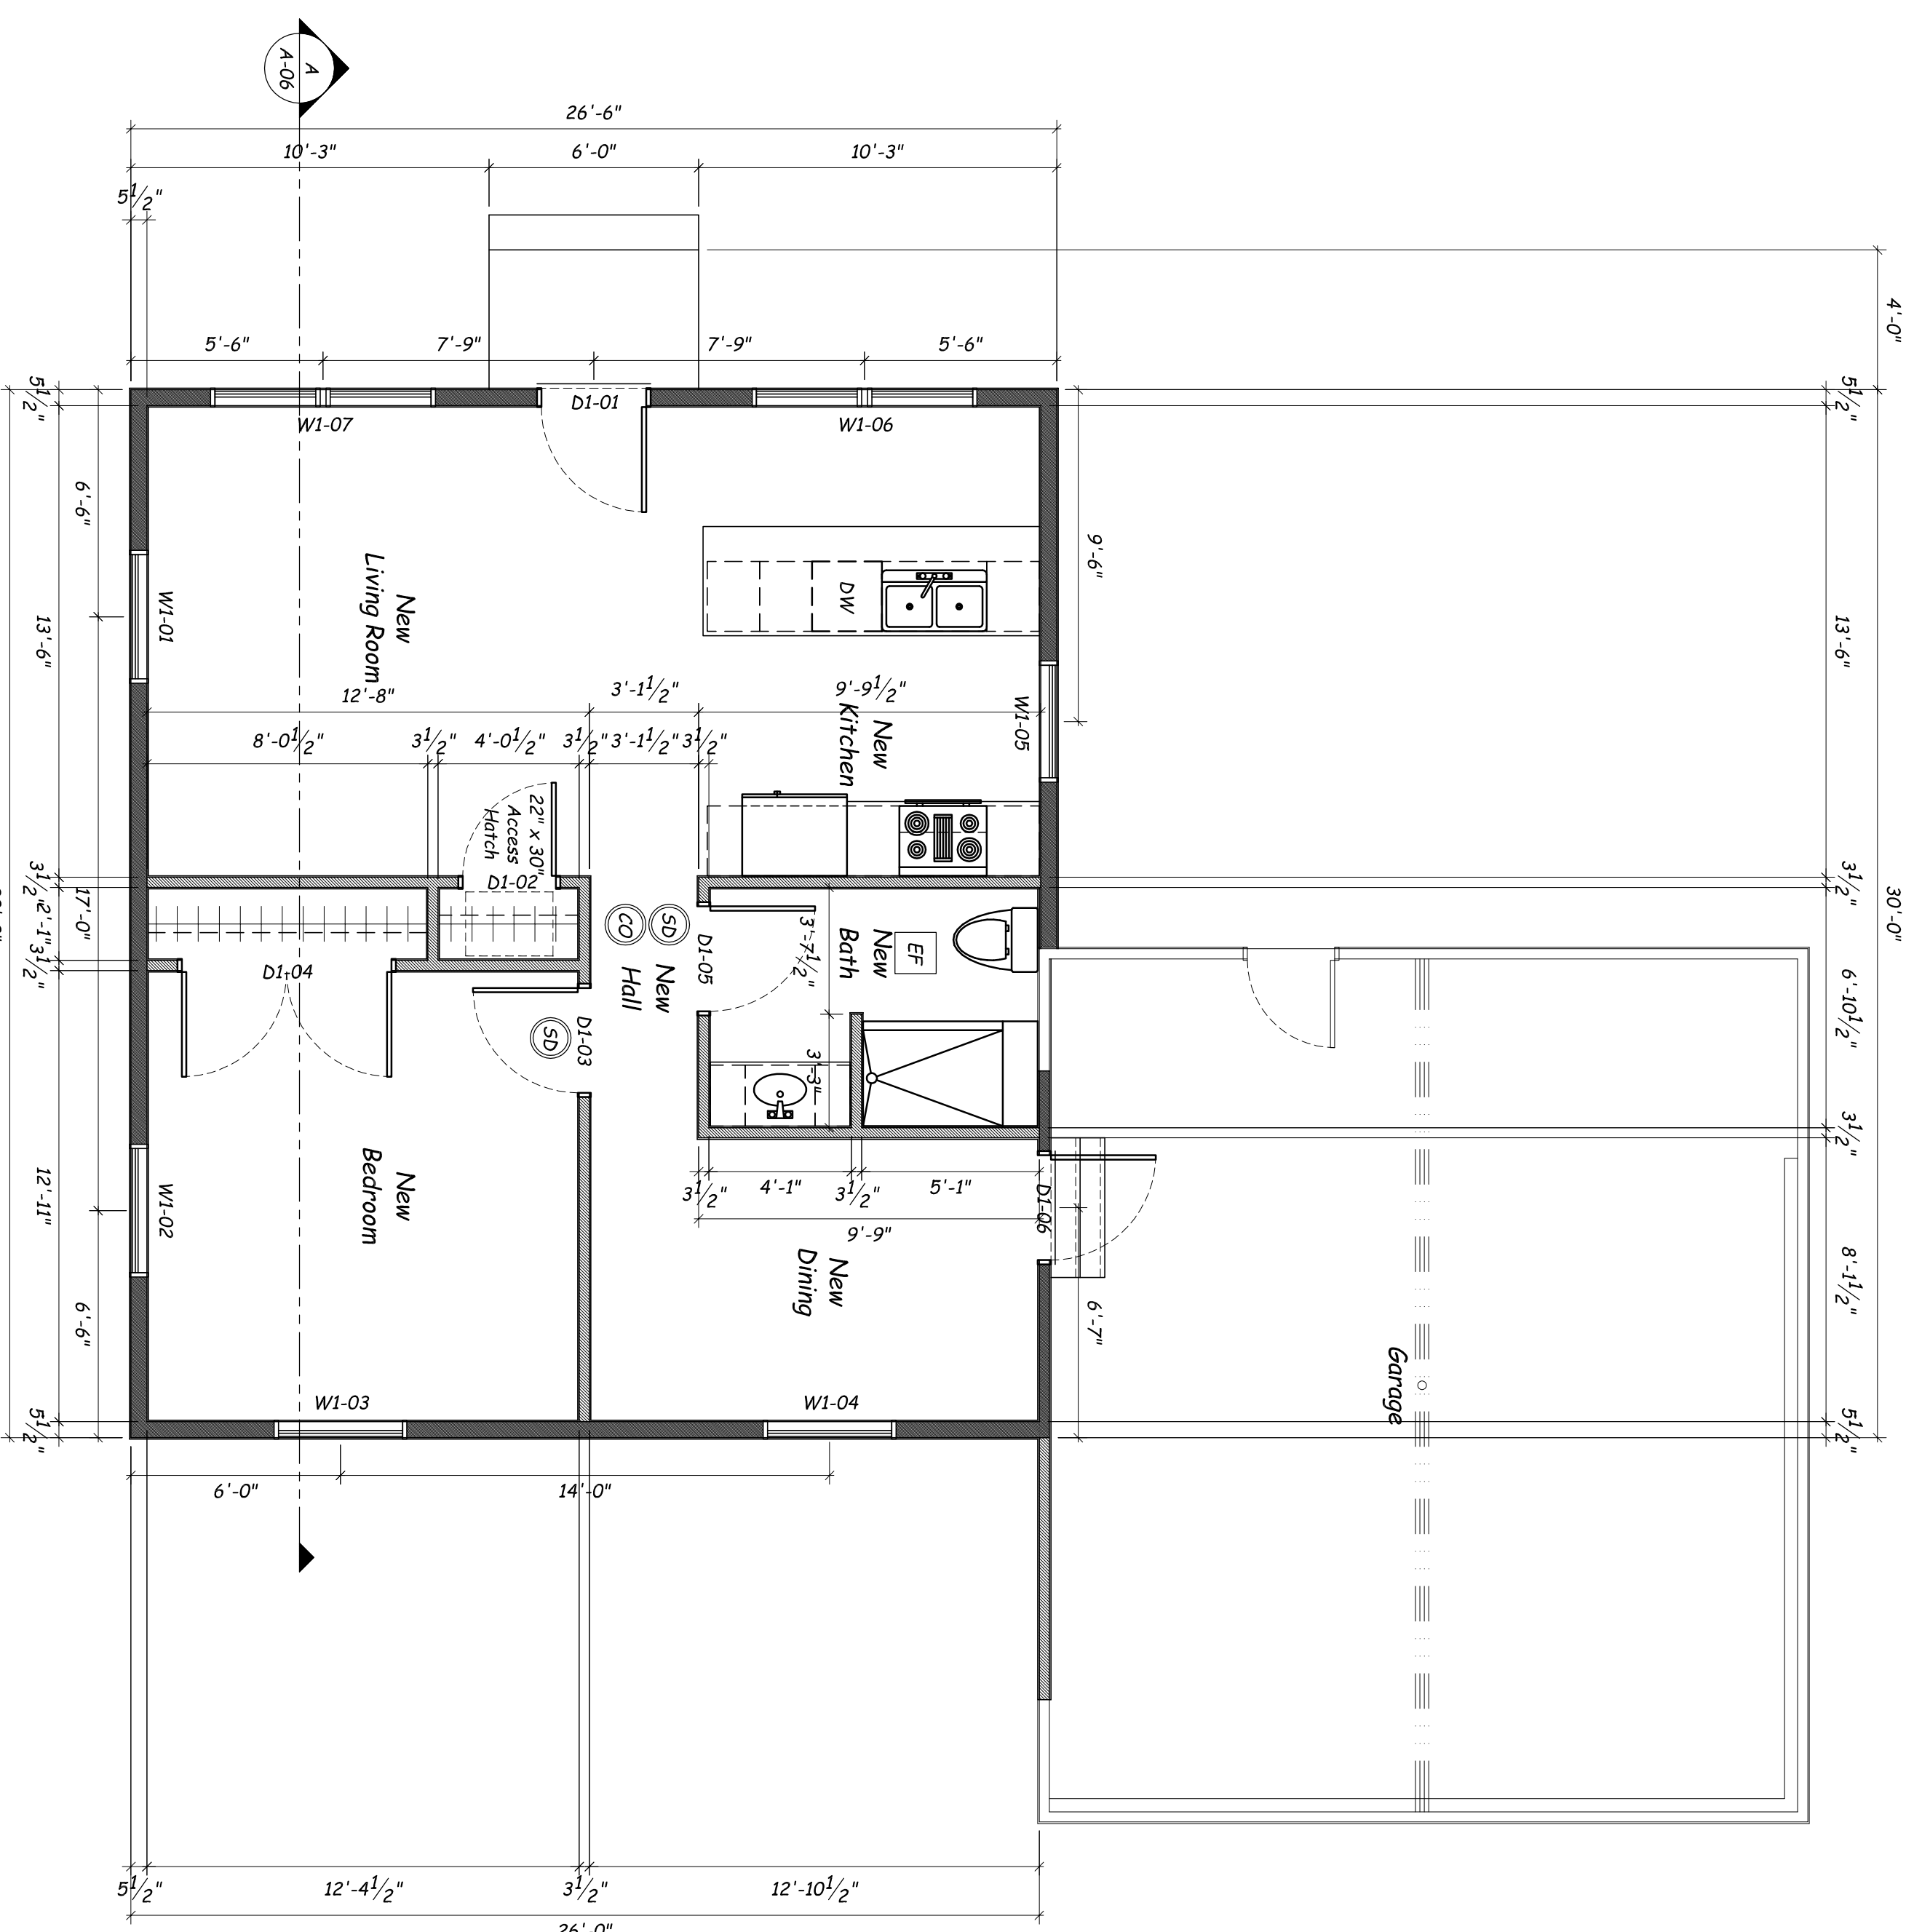 A
A-06
26'-6"
10'-3"
6'-0"
10'-3"
5 1/2"
4'-0"
5'-6"
7'-9"
7'-9"
5'-6"
5 1/2"
D1-01
5 1/2"
W1-07
W1-06
6'-6"
9'-6"
New
Living Room
DW
W1-01
13'-6"
13'-6"
12'-8"
3'-1 1/2"
9'-9 1/2"
New
Kitchen
W1-05
8'-0 1/2"
3 1/2"
4'-0 1/2"
3 1/2"
3'-1 1/2"
3 1/2"
22" x 30"
Access
Hatch
D1-02
3 1/2"
2'-1"
3 1/2"
17'-0"
3 1/2"
30'-0"
CO
SD
D1-05
3'-7 1/2"
New
Bath
EF
D1-04
New
Hall
6'-10 1/2"
SD
D1-03
3'-3"
3 1/2"
New
Bedroom
W1-02
12'-11"
3 1/2"
4'-1"
3 1/2"
5'-1"
D1-06
9'-9"
New
Dining
8'-1 1/2"
6'-6"
6'-7"
Garage
W1-03
W1-04
5 1/2"
5 1/2"
6'-0"
14'-0"
5 1/2"
12'-4 1/2"
3 1/2"
12'-10 1/2"
26'-0"